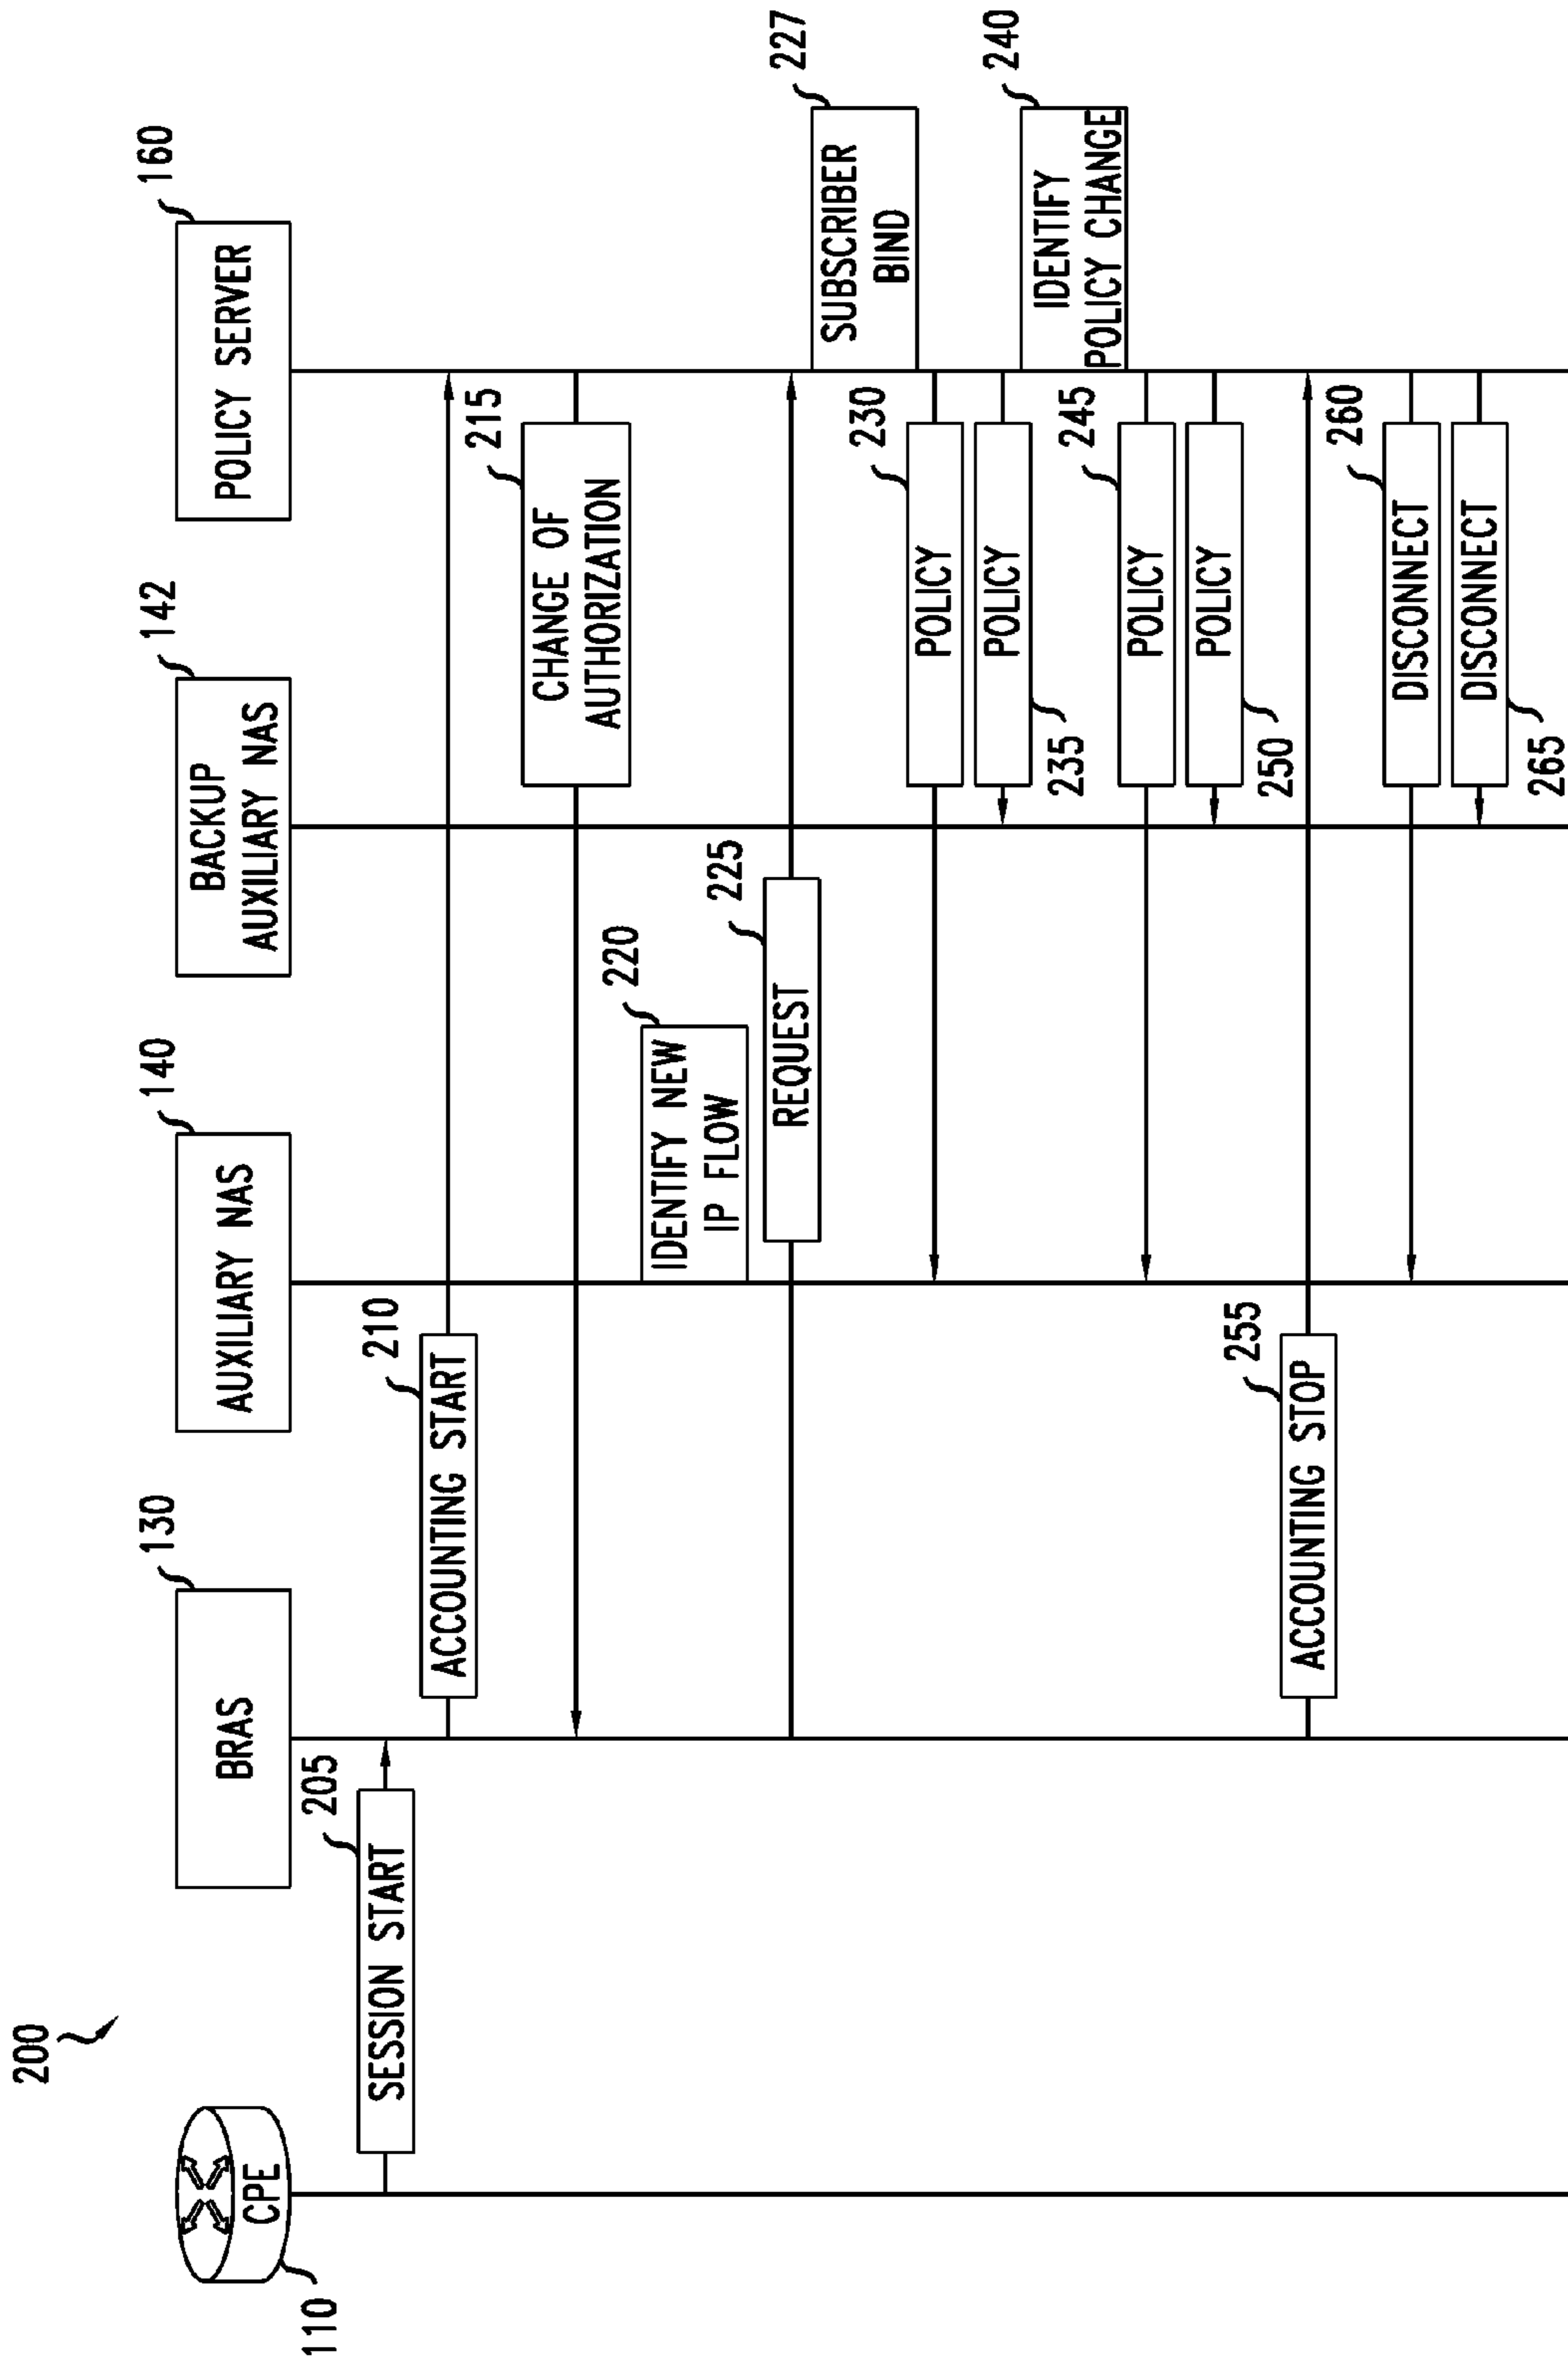 200
110
CPE
130
BRAS
140
AUXILIARY NAS
142
BACKUP
AUXILIARY NAS
160
POLICY SERVER
205
SESSION START
210
ACCOUNTING START
215
CHANGE OF
AUTHORIZATION
220
IDENTIFY NEW
IP FLOW
225
REQUEST
227
SUBSCRIBER
BIND
230
POLICY
POLICY
235
240
IDENTIFY
POLICY CHANGE
245
POLICY
POLICY
250
255
ACCOUNTING STOP
260
DISCONNECT
DISCONNECT
265